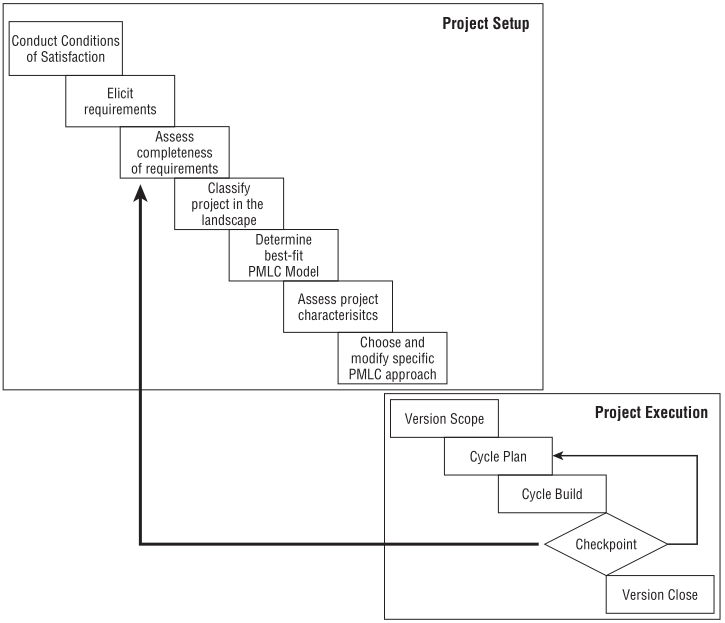 Project Setup
Conduct Conditions
of Satisfaction
Elicit
requirements
Assess
completeness
of requirements
Classify
project in the
landscape
Determine
best-fit
PMLC Model
Assess project
characterisitcs
Choose and
modify specific
PMLC approach
Project Execution
Version Scope
Cycle Plan
Cycle Build
Checkpoint
Version Close